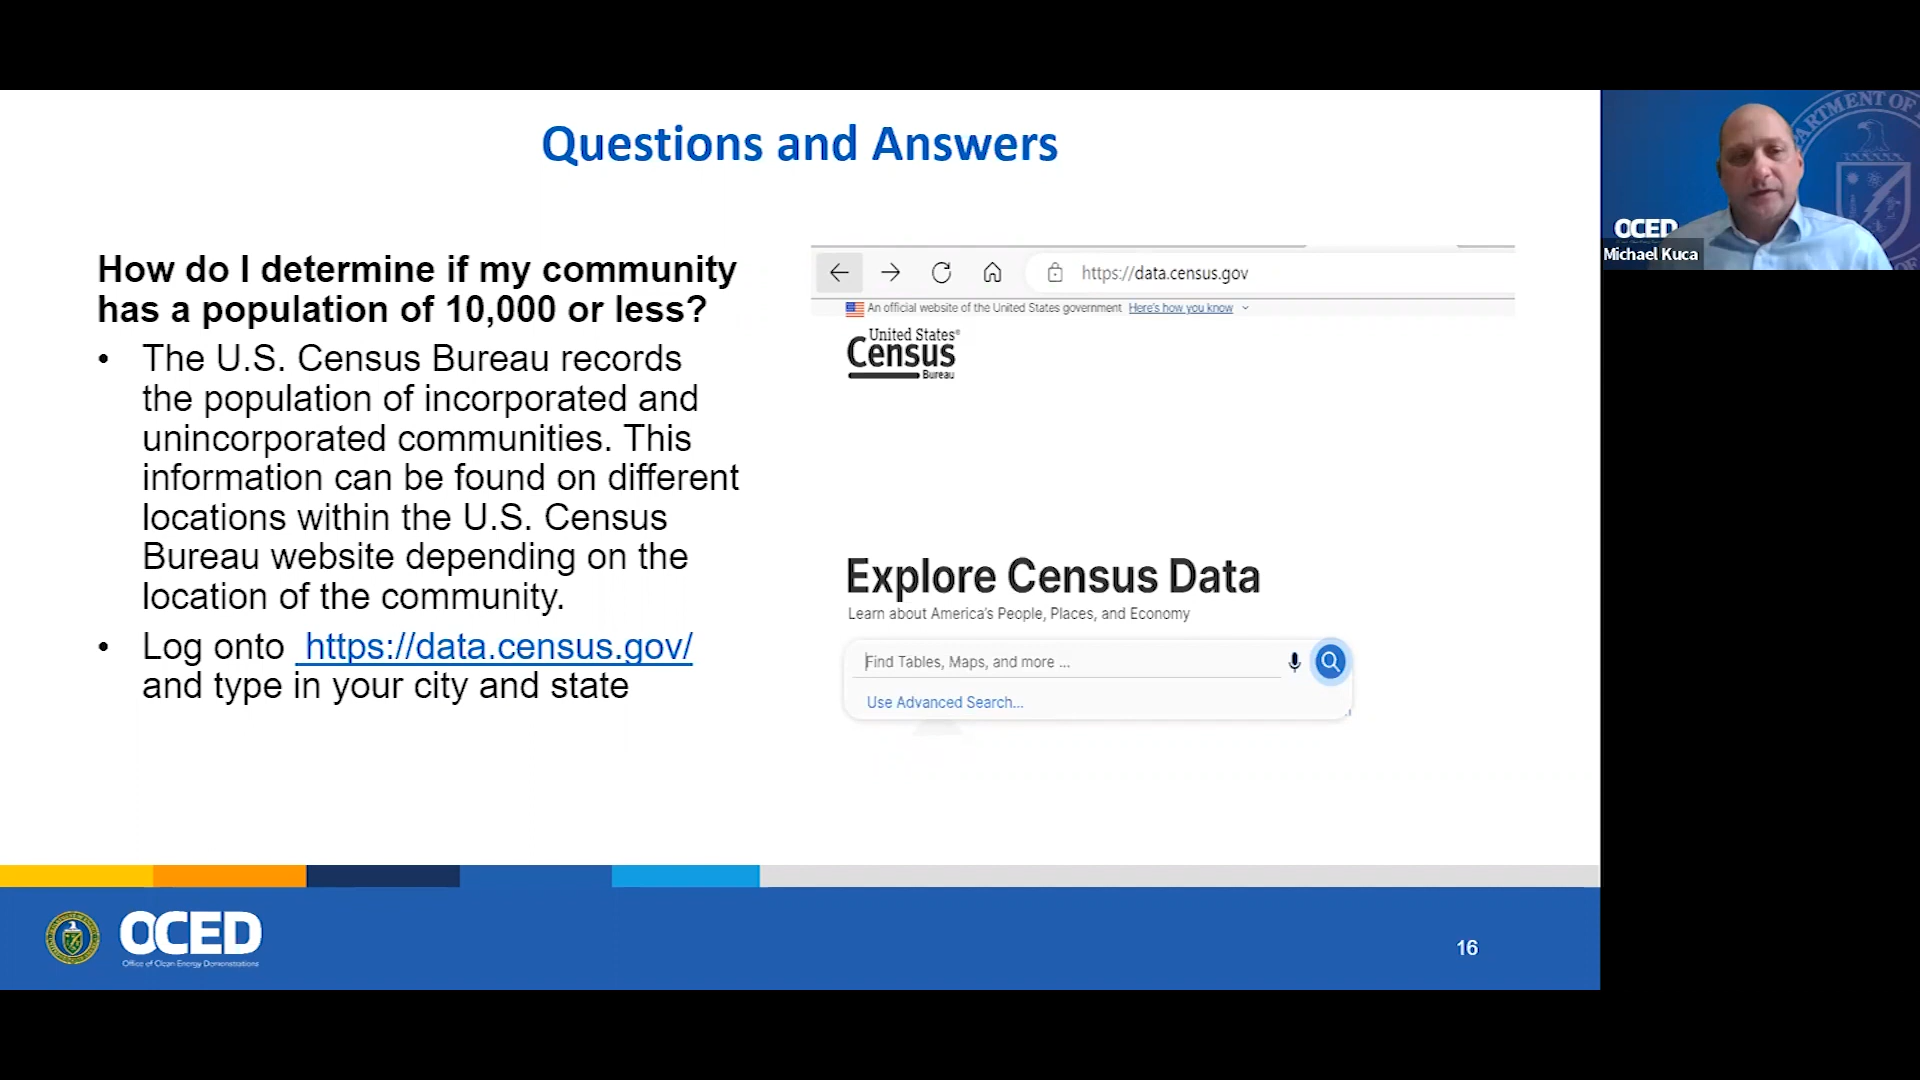 Questions and Answers
How do I determine if my community
has a population of 10,000 or less?
• The U.S. Census Bureau records
the population of incorporated and
unincorporated communities. This
information can be found on different
locations within the U.S. Census
Bureau website depending on the
location of the community.
• Log onto https://data.census.gov/
and type in your city and state
https://data.census.gov
An official website of the United States government Here's how you know
United States®
Census
Bureau
Explore Census Data
Learn about America's People, Places, and Economy
Find Tables, Maps, and more ...
Use Advanced Search...
OCED
Office of Clean Energy Demonstrations
16
ARTMENT OF
OCED
Michael Kuca